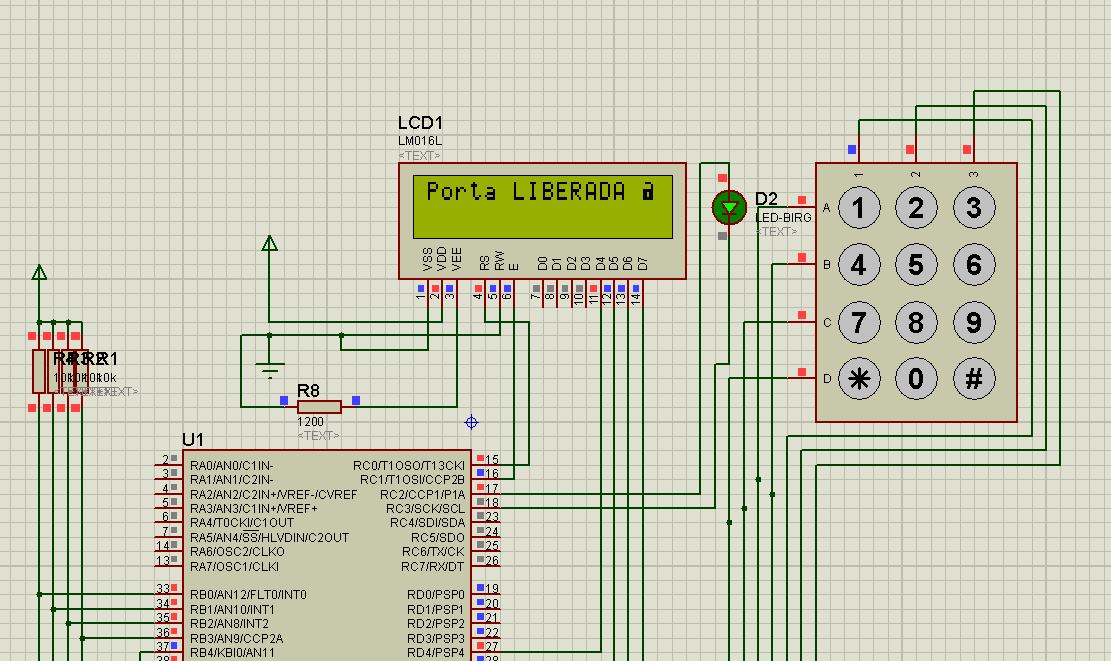 LCD1
LM016L
<TEXT>
Porta LIBERADA a
VSS
VDD
VEE
RS
RW
E
D0
D1
D2
D3
D4
D5
D6
D7
1
2
3
4
5
6
7
8
9
10
11
12
13
14
D2
LED-BIRG
<TEXT>
1
2
3
A
B
C
D
1 2 3
4 5 6
7 8 9
* 0 #
R1
10k
R8
1200
<TEXT>
U1
2 RA0/AN0/C1IN- RC0/T1OSO/T13CKI 15
3 RA1/AN1/C2IN- RC1/T1OSI/CCP2B 16
4 RA2/AN2/C2IN+/VREF-/CVREF RC2/CCP1/P1A 17
5 RA3/AN3/C1IN+/VREF+ RC3/SCK/SCL 18
6 RA4/T0CKI/C1OUT RC4/SDI/SDA 23
7 RA5/AN4/SS/HLVDIN/C2OUT RC5/SDO 24
14 RA6/OSC2/CLKO RC6/TX/CK 25
13 RA7/OSC1/CLKI RC7/RX/DT 26
33 RB0/AN12/FLT0/INT0 RD0/PSP0 19
34 RB1/AN10/INT1 RD1/PSP1 20
35 RB2/AN8/INT2 RD2/PSP2 21
36 RB3/AN9/CCP2A RD3/PSP3 22
37 RB4/KBI0/AN11 RD4/PSP4 27